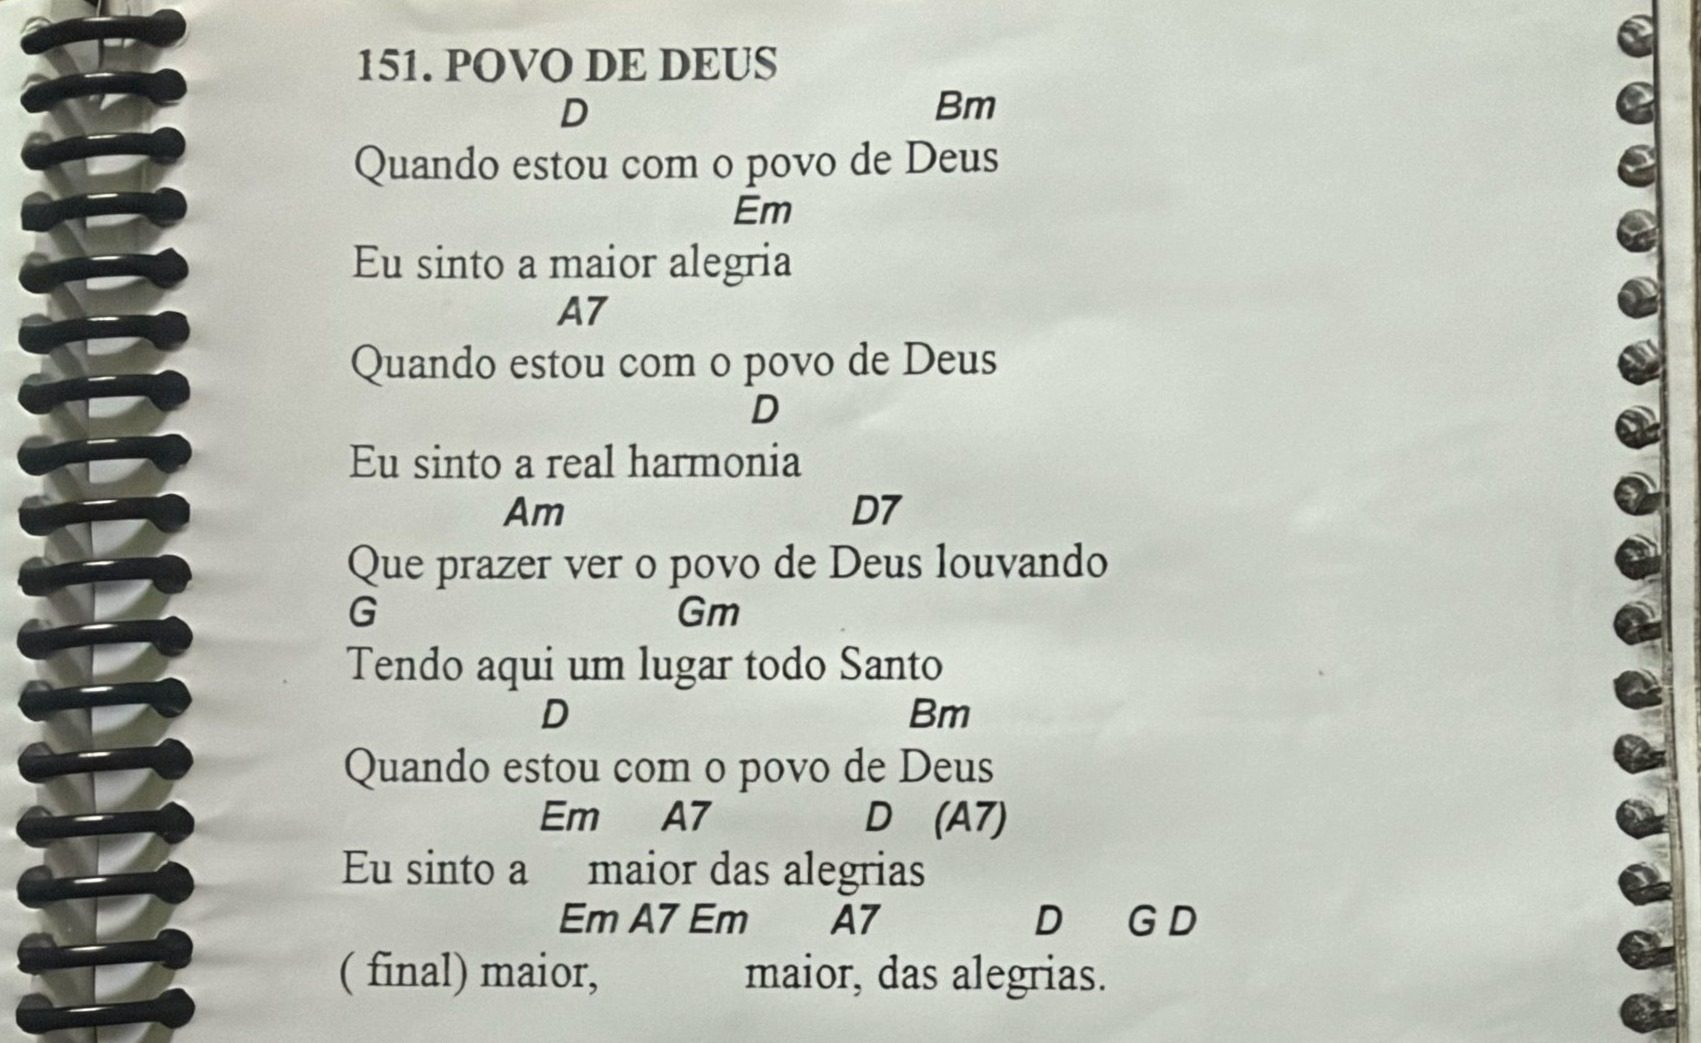 151. POVO DE DEUS
D Bm
Quando estou com o povo de Deus
Em
Eu sinto a maior alegria
A7
Quando estou com o povo de Deus
D
Eu sinto a real harmonia
Am D7
Que prazer ver o povo de Deus louvando
G Gm
Tendo aqui um lugar todo Santo
D Bm
Quando estou com o povo de Deus
Em A7 D (A7)
Eu sinto a maior das alegrias
Em A7 Em A7 D G D
( final) maior, maior, das alegrias.